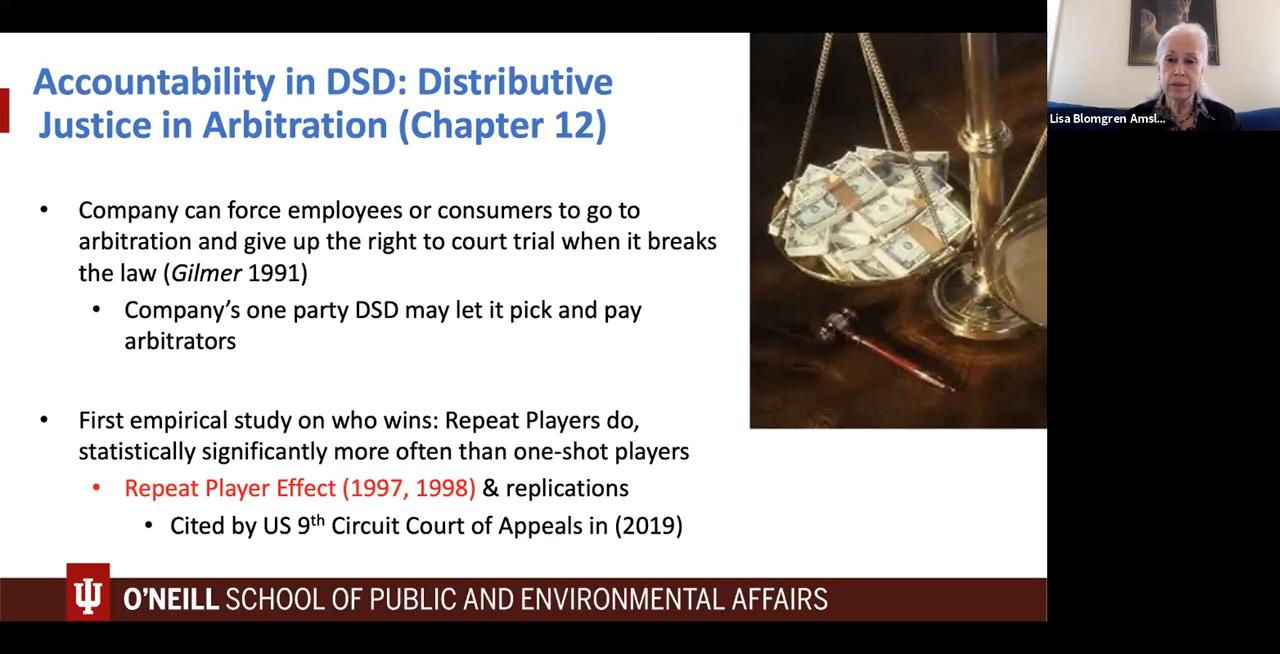 Accountability in DSD: Distributive
Justice in Arbitration (Chapter 12)
• Company can force employees or consumers to go to
arbitration and give up the right to court trial when it breaks
the law (Gilmer 1991)
• Company's one party DSD may let it pick and pay
arbitrators
• First empirical study on who wins: Repeat Players do,
statistically significantly more often than one-shot players
• Repeat Player Effect (1997, 1998) & replications
• Cited by US 9th Circuit Court of Appeals in (2019)
O'NEILL SCHOOL OF PUBLIC AND ENVIRONMENTAL AFFAIRS
Lisa Blomgren Amsl...